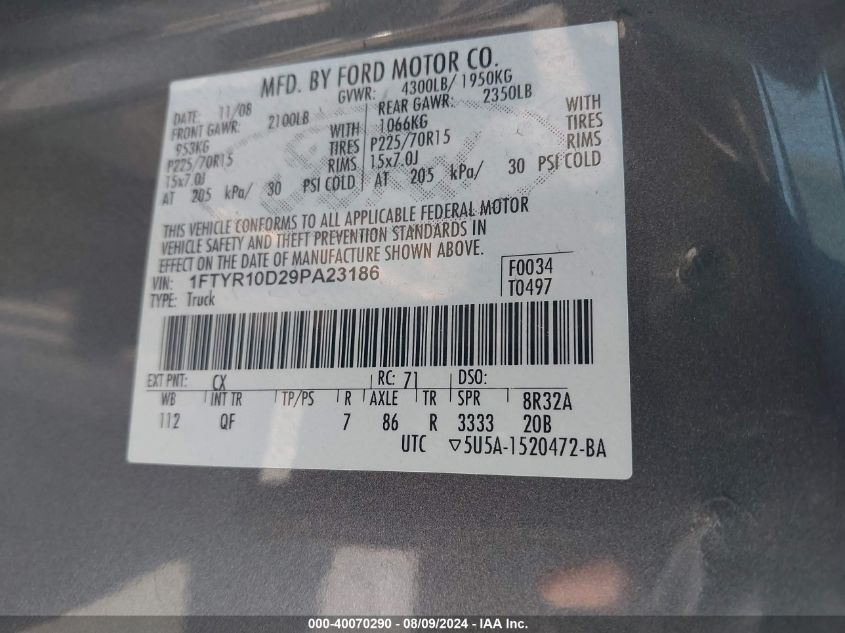 MFD. BY FORD MOTOR CO.
DATE: 11/08 GVWR: 4300LB/ 1950KG
FRONT GAWR: 2100LB REAR GAWR: 2350LB
953KG WITH 1066KG WITH
P225/70R15 TIRES P225/70R15 TIRES
15x7.0J RIMS 15x7.0J RIMS
AT 205 kPa/ 30 PSI COLD AT 205 kPa/ 30 PSI COLD
THIS VEHICLE CONFORMS TO ALL APPLICABLE FEDERAL MOTOR
VEHICLE SAFETY AND THEFT PREVENTION STANDARDS IN
EFFECT ON THE DATE OF MANUFACTURE SHOWN ABOVE.
VIN: 1FTYR10D29PA23186 F0034
TYPE: Truck T0497
EXT PNT: CX RC: 71 DSO:
WB INT TR TP/PS R AXLE TR SPR 8R32A
112 QF 7 86 R 3333 20B
UTC ▽5U5A-1520472-BA
000-40070290 - 08/09/2024 - IAA Inc.